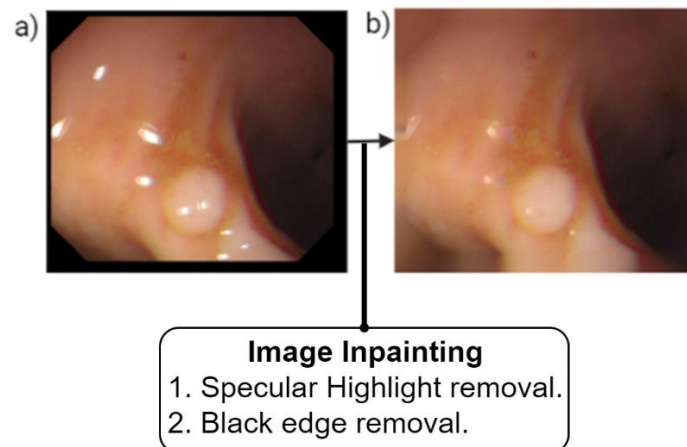 a)
b)
Image Inpainting
1. Specular Highlight removal.
2. Black edge removal.